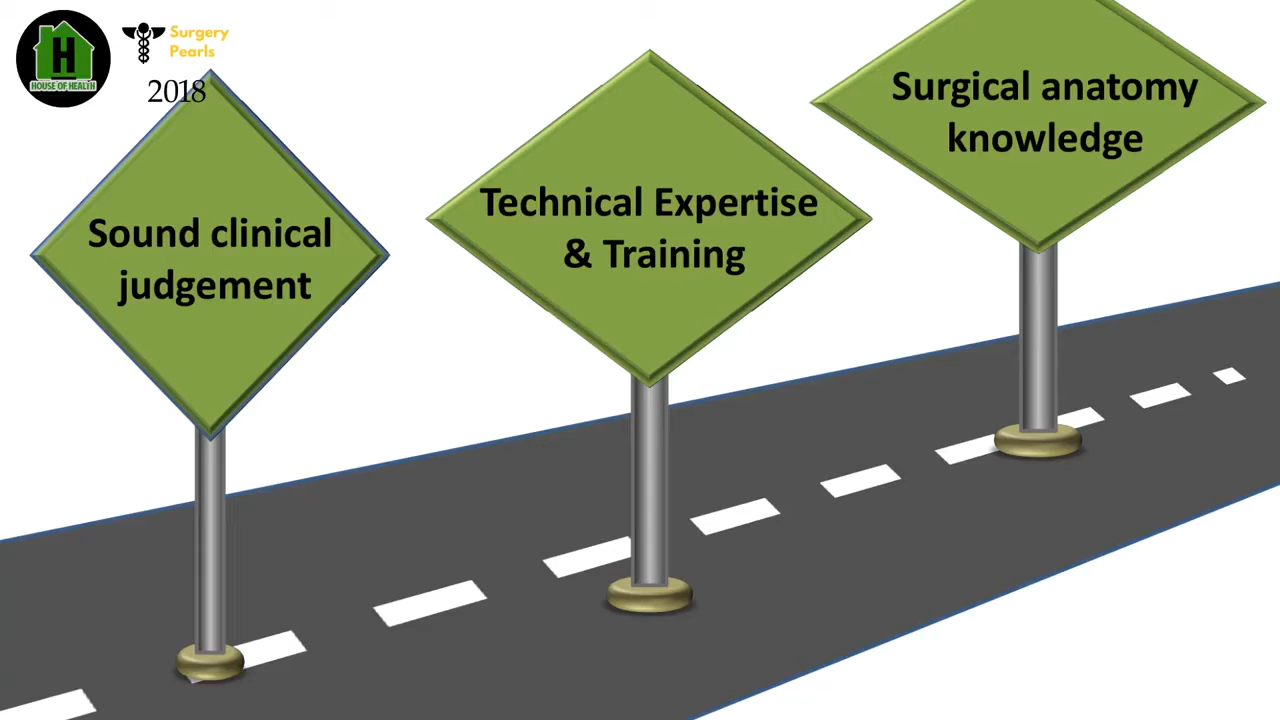 H
HOUSE OF HEALTH
Surgery
Pearls
2018
Sound clinical
judgement
Technical Expertise
& Training
Surgical anatomy
knowledge